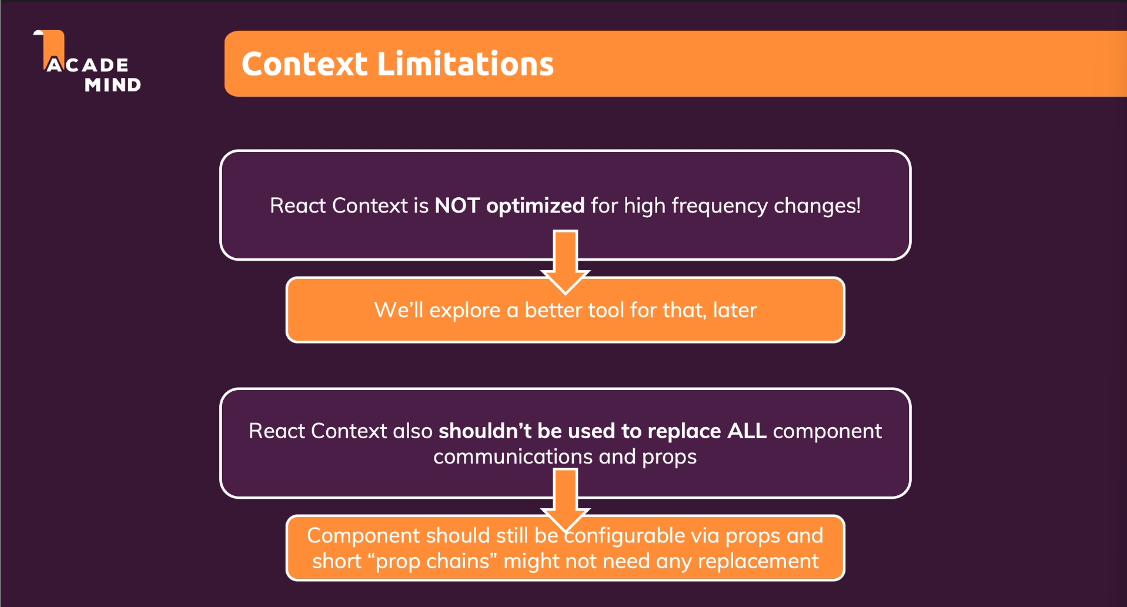 ACADE
MIND
Context Limitations
React Context is NOT optimized for high frequency changes!
We’ll explore a better tool for that, later
React Context also shouldn’t be used to replace ALL component
communications and props
Component should still be configurable via props and
short “prop chains” might not need any replacement